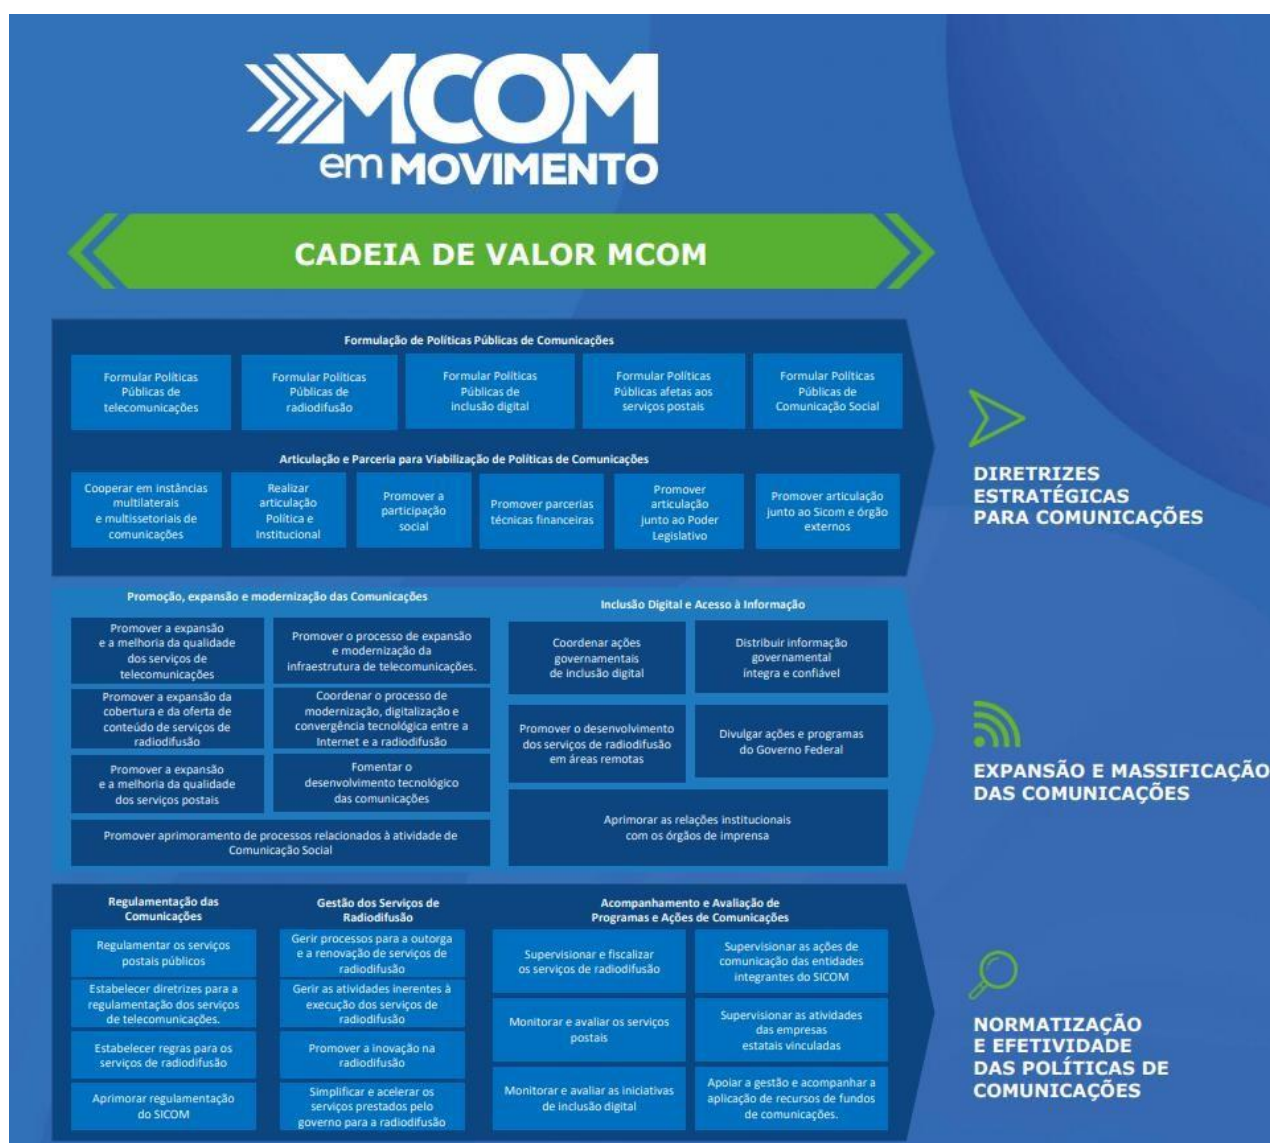 MCOM
em MOVIMENTO
CADEIA DE VALOR MCOM
Formulação de Políticas Públicas de Comunicações
Formular Políticas
Públicas de
telecomunicações
Formular Políticas
Públicas de
radiodifusão
Formular Políticas
Públicas de
inclusão digital
Formular Políticas
Públicas afetas aos
serviços postais
Formular Políticas
Públicas de
Comunicação Social
Articulação e Parceria para Viabilização de Políticas de Comunicações
Cooperar em instâncias
multilaterais
e multissetoriais de
comunicações
Realizar
articulação
Política e
Institucional
Promover a
participação
social
Promover parcerias
técnicas financeiras
Promover
articulação
junto ao Poder
Legislativo
Promover articulação
junto ao Sicom e órgão
externos
DIRETRIZES
ESTRATÉGICAS
PARA COMUNICAÇÕES
Promoção, expansão e modernização das Comunicações
Promover a expansão
e a melhoria da qualidade
dos serviços de
telecomunicações
Promover o processo de expansão
e modernização da
infraestrutura de telecomunicações.
Promover a expansão da
cobertura e da oferta de
conteúdo de serviços de
radiodifusão
Coordenar o processo de
modernização, digitalização e
convergência tecnológica entre a
Internet e a radiodifusão
Promover a expansão
e a melhoria da qualidade
dos serviços postais
Fomentar o
desenvolvimento tecnológico
das comunicações
Promover aprimoramento de processos relacionados à atividade de
Comunicação Social
Inclusão Digital e Acesso à Informação
Coordenar ações
governamentais
de inclusão digital
Distribuir informação
governamental
íntegra e confiável
Promover o desenvolvimento
dos serviços de radiodifusão
em áreas remotas
Divulgar ações e programas
do Governo Federal
Aprimorar as relações institucionais
com os órgãos de imprensa
EXPANSÃO E MASSIFICAÇÃO
DAS COMUNICAÇÕES
Regulamentação das
Comunicações
Regulamentar os serviços
postais públicos
Estabelecer diretrizes para a
regulamentação dos serviços
de telecomunicações.
Estabelecer regras para os
serviços de radiodifusão
Aprimorar regulamentação
do SICOM
Gestão dos Serviços de
Radiodifusão
Gerir processos para a outorga
e a renovação de serviços de
radiodifusão
Gerir as atividades inerentes à
execução dos serviços de
radiodifusão
Promover a inovação na
radiodifusão
Simplificar e acelerar os
serviços prestados pelo
governo para a radiodifusão
Acompanhamento e Avaliação de
Programas e Ações de Comunicações
Supervisionar e fiscalizar
os serviços de radiodifusão
Supervisionar as ações de
comunicação das entidades
integrantes do SICOM
Monitorar e avaliar os serviços
postais
Supervisionar as atividades
das empresas
estatais vinculadas
Monitorar e avaliar as iniciativas
de inclusão digital
Apoiar a gestão e acompanhar a
aplicação de recursos de fundos
de comunicações.
NORMATIZAÇÃO
E EFETIVIDADE
DAS POLÍTICAS DE
COMUNICAÇÕES